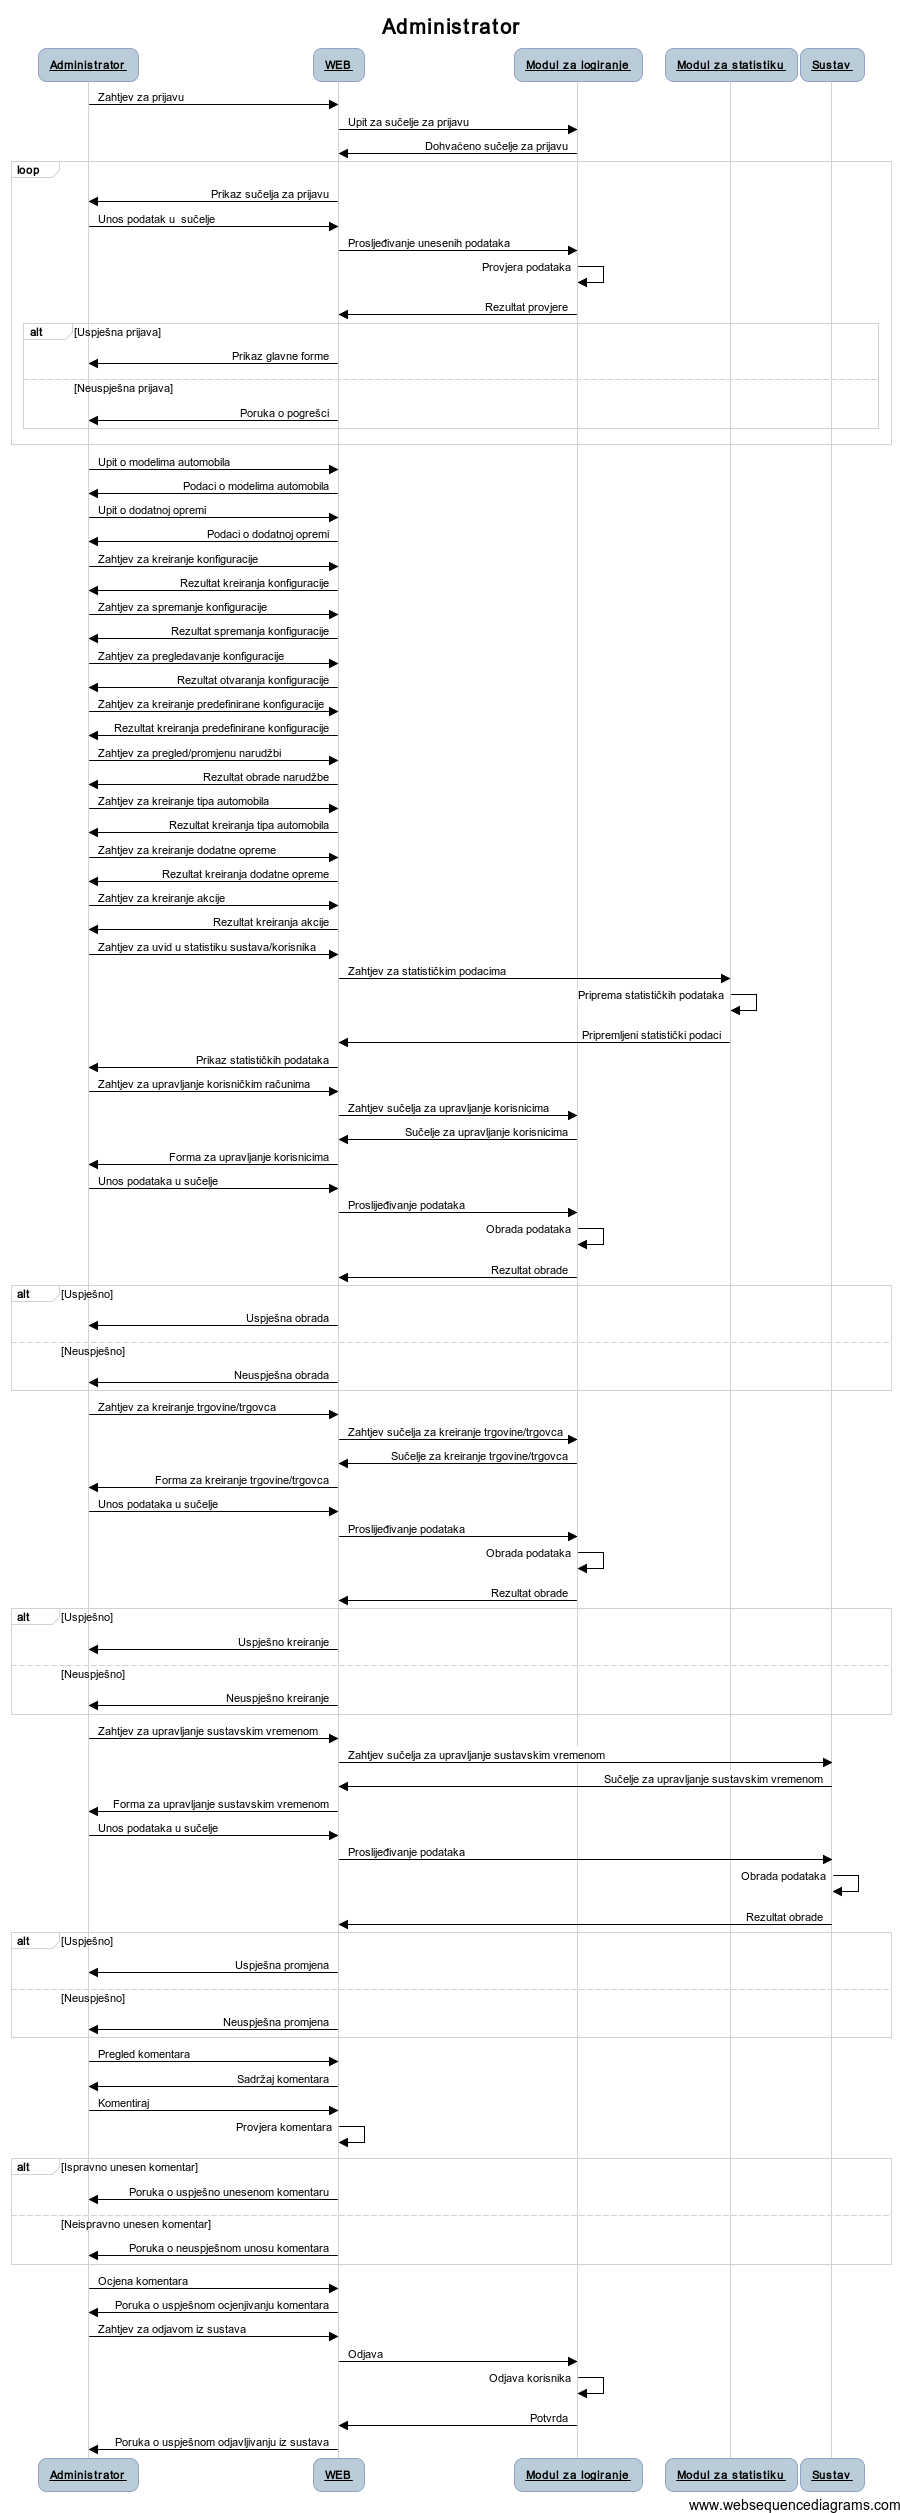 Administrator
Administrator
WEB
Modul za logiranje
Modul za statistiku
Sustav
Zahtjev za prijavu
Upit za sučelje za prijavu
Dohvaćeno sučelje za prijavu
loop
Prikaz sučelja za prijavu
Unos podatak u  sučelje
Prosljeđivanje unesenih podataka
Provjera podataka
Rezultat provjere
alt
[Uspješna prijava]
Prikaz glavne forme
[Neuspješna prijava]
Poruka o pogrešci
Upit o modelima automobila
Podaci o modelima automobila
Upit o dodatnoj opremi
Podaci o dodatnoj opremi
Zahtjev za kreiranje konfiguracije
Rezultat kreiranja konfiguracije
Zahtjev za spremanje konfiguracije
Rezultat spremanja konfiguracije
Zahtjev za pregledavanje konfiguracije
Rezultat otvaranja konfiguracije
Zahtjev za kreiranje predefinirane konfiguracije
Rezultat kreiranja predefinirane konfiguracije
Zahtjev za pregled/promjenu narudžbi
Rezultat obrade narudžbe
Zahtjev za kreiranje tipa automobila
Rezultat kreiranja tipa automobila
Zahtjev za kreiranje dodatne opreme
Rezultat kreiranja dodatne opreme
Zahtjev za kreiranje akcije
Rezultat kreiranja akcije
Zahtjev za uvid u statistiku sustava/korisnika
Zahtjev za statističkim podacima
Priprema statističkih podataka
Pripremljeni statistički podaci
Prikaz statističkih podataka
Zahtjev za upravljanje korisničkim računima
Zahtjev sučelja za upravljanje korisnicima
Sučelje za upravljanje korisnicima
Forma za upravljanje korisnicima
Unos podataka u sučelje
Proslijeđivanje podataka
Obrada podataka
Rezultat obrade
alt
[Uspješno]
Uspješna obrada
[Neuspješno]
Neuspješna obrada
Zahtjev za kreiranje trgovine/trgovca
Zahtjev sučelja za kreiranje trgovine/trgovca
Sučelje za kreiranje trgovine/trgovca
Forma za kreiranje trgovine/trgovca
Unos podataka u sučelje
Proslijeđivanje podataka
Obrada podataka
Rezultat obrade
alt
[Uspješno]
Uspješno kreiranje
[Neuspješno]
Neuspješno kreiranje
Zahtjev za upravljanje sustavskim vremenom
Zahtjev sučelja za upravljanje sustavskim vremenom
Sučelje za upravljanje sustavskim vremenom
Forma za upravljanje sustavskim vremenom
Unos podataka u sučelje
Proslijeđivanje podataka
Obrada podataka
Rezultat obrade
alt
[Uspješno]
Uspješna promjena
[Neuspješno]
Neuspješna promjena
Pregled komentara
Sadržaj komentara
Komentiraj
Provjera komentara
alt
[Ispravno unesen komentar]
Poruka o uspješno unesenom komentaru
[Neispravno unesen komentar]
Poruka o neuspješnom unosu komentara
Ocjena komentara
Poruka o uspješnom ocjenjivanju komentara
Zahtjev za odjavom iz sustava
Odjava
Odjava korisnika
Potvrda
Poruka o uspješnom odjavljivanju iz sustava
Administrator
WEB
Modul za logiranje
Modul za statistiku
Sustav
www.websequencediagrams.com